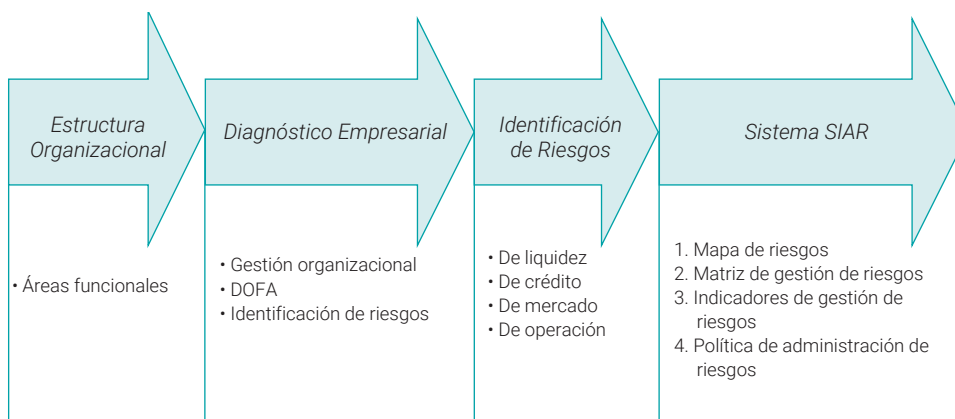 Estructura
Organizacional
• Áreas funcionales
Diagnóstico Empresarial
• Gestión organizacional
• DOFA
• Identificación de riesgos
Identificación
de Riesgos
• De liquidez
• De crédito
• De mercado
• De operación
Sistema SIAR
1. Mapa de riesgos
2. Matriz de gestión de riesgos
3. Indicadores de gestión de
riesgos
4. Política de administración de
riesgos